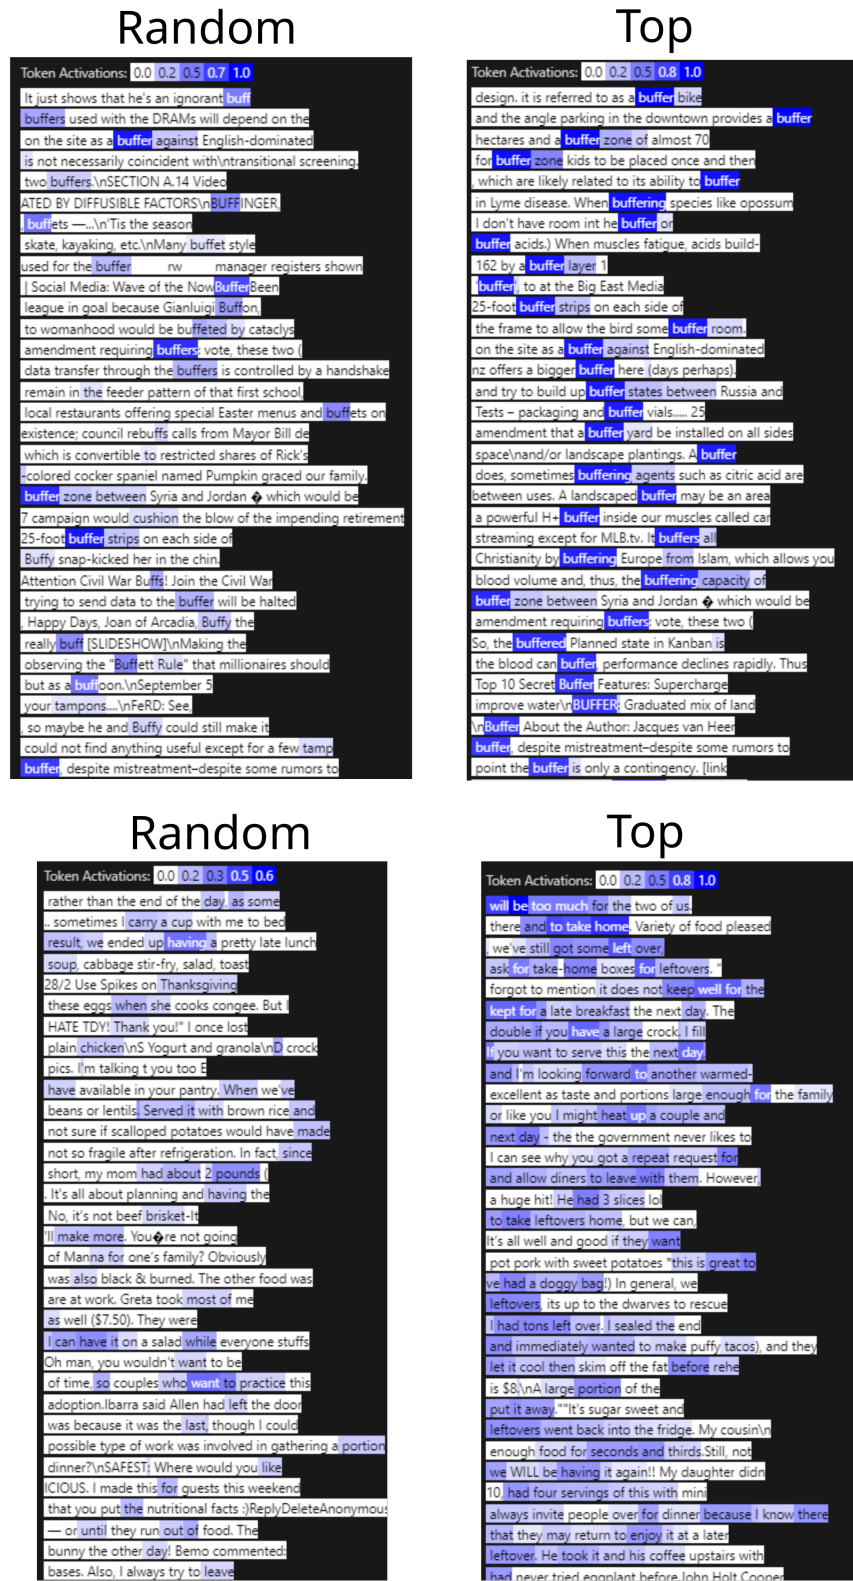 Random
Token Activations: 0.0 0.2 0.5 0.7 1.0
It just shows that he's an ignorant buff
buffers used with the DRAMs will depend on the
on the site as a buffer against English-dominated
is not necessarily coincident with\ntransitional screening.
two buffers.\nSECTION A.14 Video
ATED BY DIFFUSIBLE FACTORS\nBUFFINGER,
, buffets —...\n'Tis the season
skate, kayaking, etc.\nMany buffet style
used for the buffer rw manager registers shown
| Social Media: Wave of the NowBufferBeen
league in goal because Gianluigi Buffon,
to womanhood would be buffeted by cataclys
amendment requiring buffers; vote, these two (
data transfer through the buffers is controlled by a handshake
remain in the feeder pattern of that first school,
local restaurants offering special Easter menus and buffets on
existence; council rebuffs calls from Mayor Bill de
which is convertible to restricted shares of Rick's
-colored cocker spaniel named Pumpkin graced our family.
buffer zone between Syria and Jordan � which would be
7 campaign would cushion the blow of the impending retirement
25-foot buffer strips on each side of
Buffy snap-kicked her in the chin.
Attention Civil War Buffs! Join the Civil War
trying to send data to the buffer will be halted
, Happy Days, Joan of Arcadia, Buffy the
really buff [SLIDESHOW]\nMaking the
observing the "Buffett Rule" that millionaires should
but as a buffoon.\nSeptember 5
your tampons....\nFeRD: See,
, so maybe he and Buffy could still make it
could not find anything useful except for a few tamp
buffer, despite mistreatment–despite some rumors to
Top
Token Activations: 0.0 0.2 0.5 0.8 1.0
design. it is referred to as a buffer bike
and the angle parking in the downtown provides a buffer
hectares and a buffer zone of almost 70
for buffer zone kids to be placed once and then
, which are likely related to its ability to buffer
in Lyme disease. When buffering species like opossum
I don't have room int he buffer or
buffer acids.) When muscles fatigue, acids build-
162 by a buffer layer 1
'buffer', to at the Big East Media
25-foot buffer strips on each side of
the frame to allow the bird some buffer room.
on the site as a buffer against English-dominated
nz offers a bigger buffer here (days perhaps).
and try to build up buffer states between Russia and
Tests – packaging and buffer vials..... 25
amendment that a buffer yard be installed on all sides
space\nand/or landscape plantings. A buffer
does, sometimes buffering agents such as citric acid are
between uses. A landscaped buffer may be an area
a powerful H+ buffer inside our muscles called car
streaming except for MLB.tv. It buffers all
Christianity by buffering Europe from Islam, which allows you
blood volume and, thus, the buffering capacity of
buffer zone between Syria and Jordan � which would be
amendment requiring buffers; vote, these two (
So, the buffered Planned state in Kanban is
the blood can buffer, performance declines rapidly. Thus
Top 10 Secret Buffer Features: Supercharge
improve water\nBUFFER: Graduated mix of land
\nBuffer About the Author: Jacques van Heer
buffer, despite mistreatment–despite some rumors to
point the buffer is only a contingency. [link
Random
Token Activations: 0.0 0.2 0.3 0.5 0.6
rather than the end of the day, as some
.. sometimes I carry a cup with me to bed
result, we ended up having a pretty late lunch
soup, cabbage stir-fry, salad, toast
28/2 Use Spikes on Thanksgiving
these eggs when she cooks congee. But I
HATE TDY! Thank you!" I once lost
plain chicken\nS Yogurt and granola\nD crock
pics. I'm talking t you too E
have available in your pantry. When we've
beans or lentils. Served it with brown rice and
not sure if scalloped potatoes would have made
not so fragile after refrigeration. In fact, since
short, my mom had about 2 pounds (
. It's all about planning and having the
No, it's not beef brisket-It
'll make more. You�re not going
of Manna for one's family? Obviously
was also black & burned. The other food was
are at work. Greta took most of me
as well ($7.50). They were
I can have it on a salad while everyone stuffs
Oh man, you wouldn't want to be
of time, so couples who want to practice this
adoption.Ibarra said Allen had left the door
was because it was the last, though I could
possible type of work was involved in gathering a portion
dinner?\nSAFEST: Where would you like
ICIOUS. I made this for guests this weekend
that you put the nutritional facts :)ReplyDeleteAnonymous
— or until they run out of food. The
bunny the other day! Bemo commented:
bases. Also, I always try to leave
Top
Token Activations: 0.0 0.2 0.5 0.8 1.0
will be too much for the two of us.
there and to take home. Variety of food pleased
, we've still got some left over,
ask for take-home boxes for leftovers. "
forgot to mention it does not keep well for the
kept for a late breakfast the next day. The
double if you have a large crock. I fill
If you want to serve this the next day.
and I'm looking forward to another warmed-
excellent as taste and portions large enough for the family
or like you I might heat up a couple and
next day - the the government never likes to
I can see why you got a repeat request for
and allow diners to leave with them. However,
a huge hit! He had 3 slices lol
to take leftovers home, but we can,
It's all well and good if they want
pot pork with sweet potatoes "this is great to
ve had a doggy bag!) In general, we
leftovers, its up to the dwarves to rescue
I had tons left over. I sealed the end
and immediately wanted to make puffy tacos), and they
let it cool then skim off the fat before rehe
is $8.\nA large portion of the
put it away.""It's sugar sweet and
leftovers went back into the fridge. My cousin\n
enough food for seconds and thirds.Still, not
we WILL be having it again!! My daughter didn
10, had four servings of this with mini
always invite people over for dinner because I know there
that they may return to enjoy it at a later
leftover. He took it and his coffee upstairs with
had never tried eggplant before.John Holt Cooper